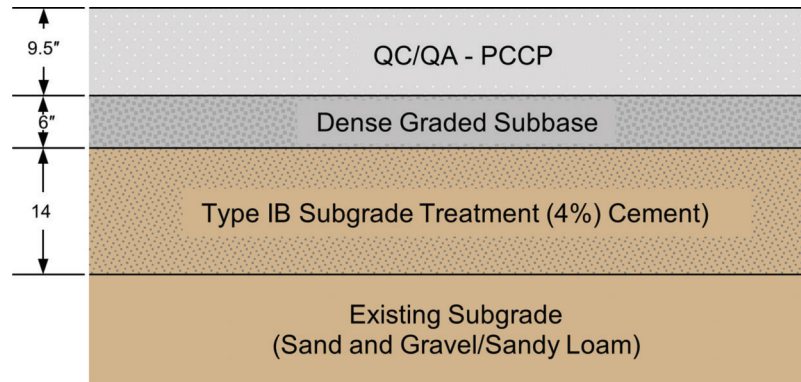 9.5″
QC/QA - PCCP
6″
Dense Graded Subbase
14
Type IB Subgrade Treatment (4%) Cement)
Existing Subgrade
(Sand and Gravel/Sandy Loam)